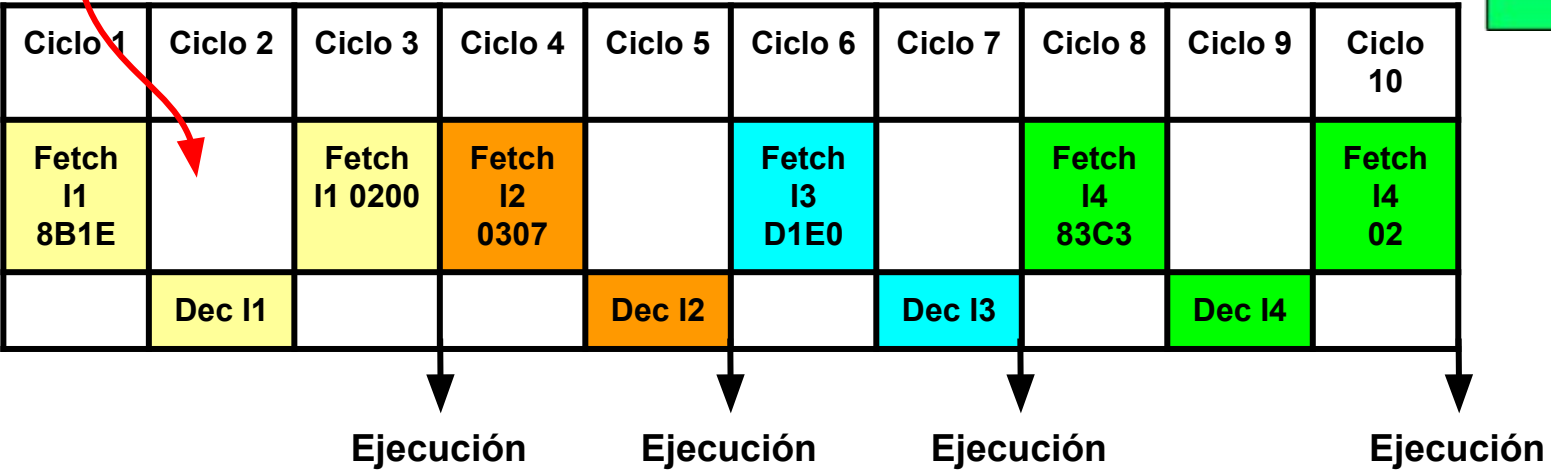 Ciclo 1 Ciclo 2 Ciclo 3 Ciclo 4 Ciclo 5 Ciclo 6 Ciclo 7 Ciclo 8 Ciclo 9 Ciclo
10
Fetch
I1
8B1E
Fetch
I1 0200
Fetch
I2
0307
Fetch
I3
D1E0
Fetch
I4
83C3
Fetch
I4
02
Dec I1 Dec I2 Dec I3 Dec I4
Ejecución Ejecución Ejecución Ejecución